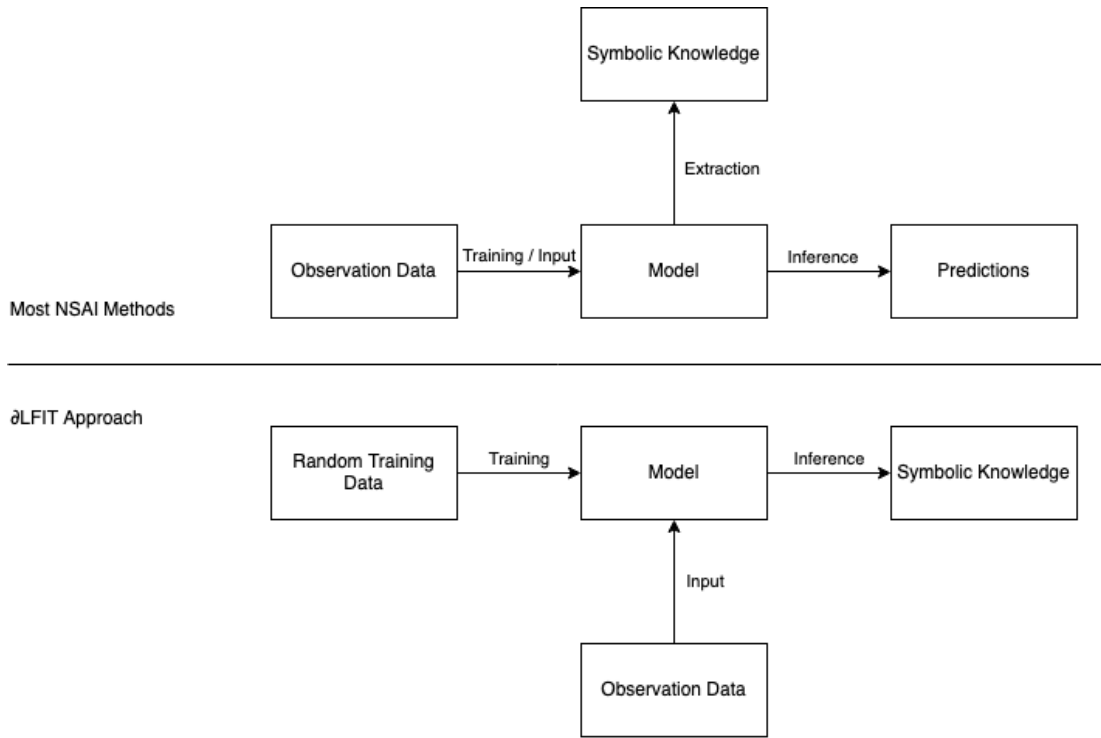 Symbolic Knowledge
Extraction
Observation Data
Training / Input
Model
Inference
Predictions
Most NSAI Methods
∂LFIT Approach
Random Training
Data
Training
Model
Inference
Symbolic Knowledge
Input
Observation Data